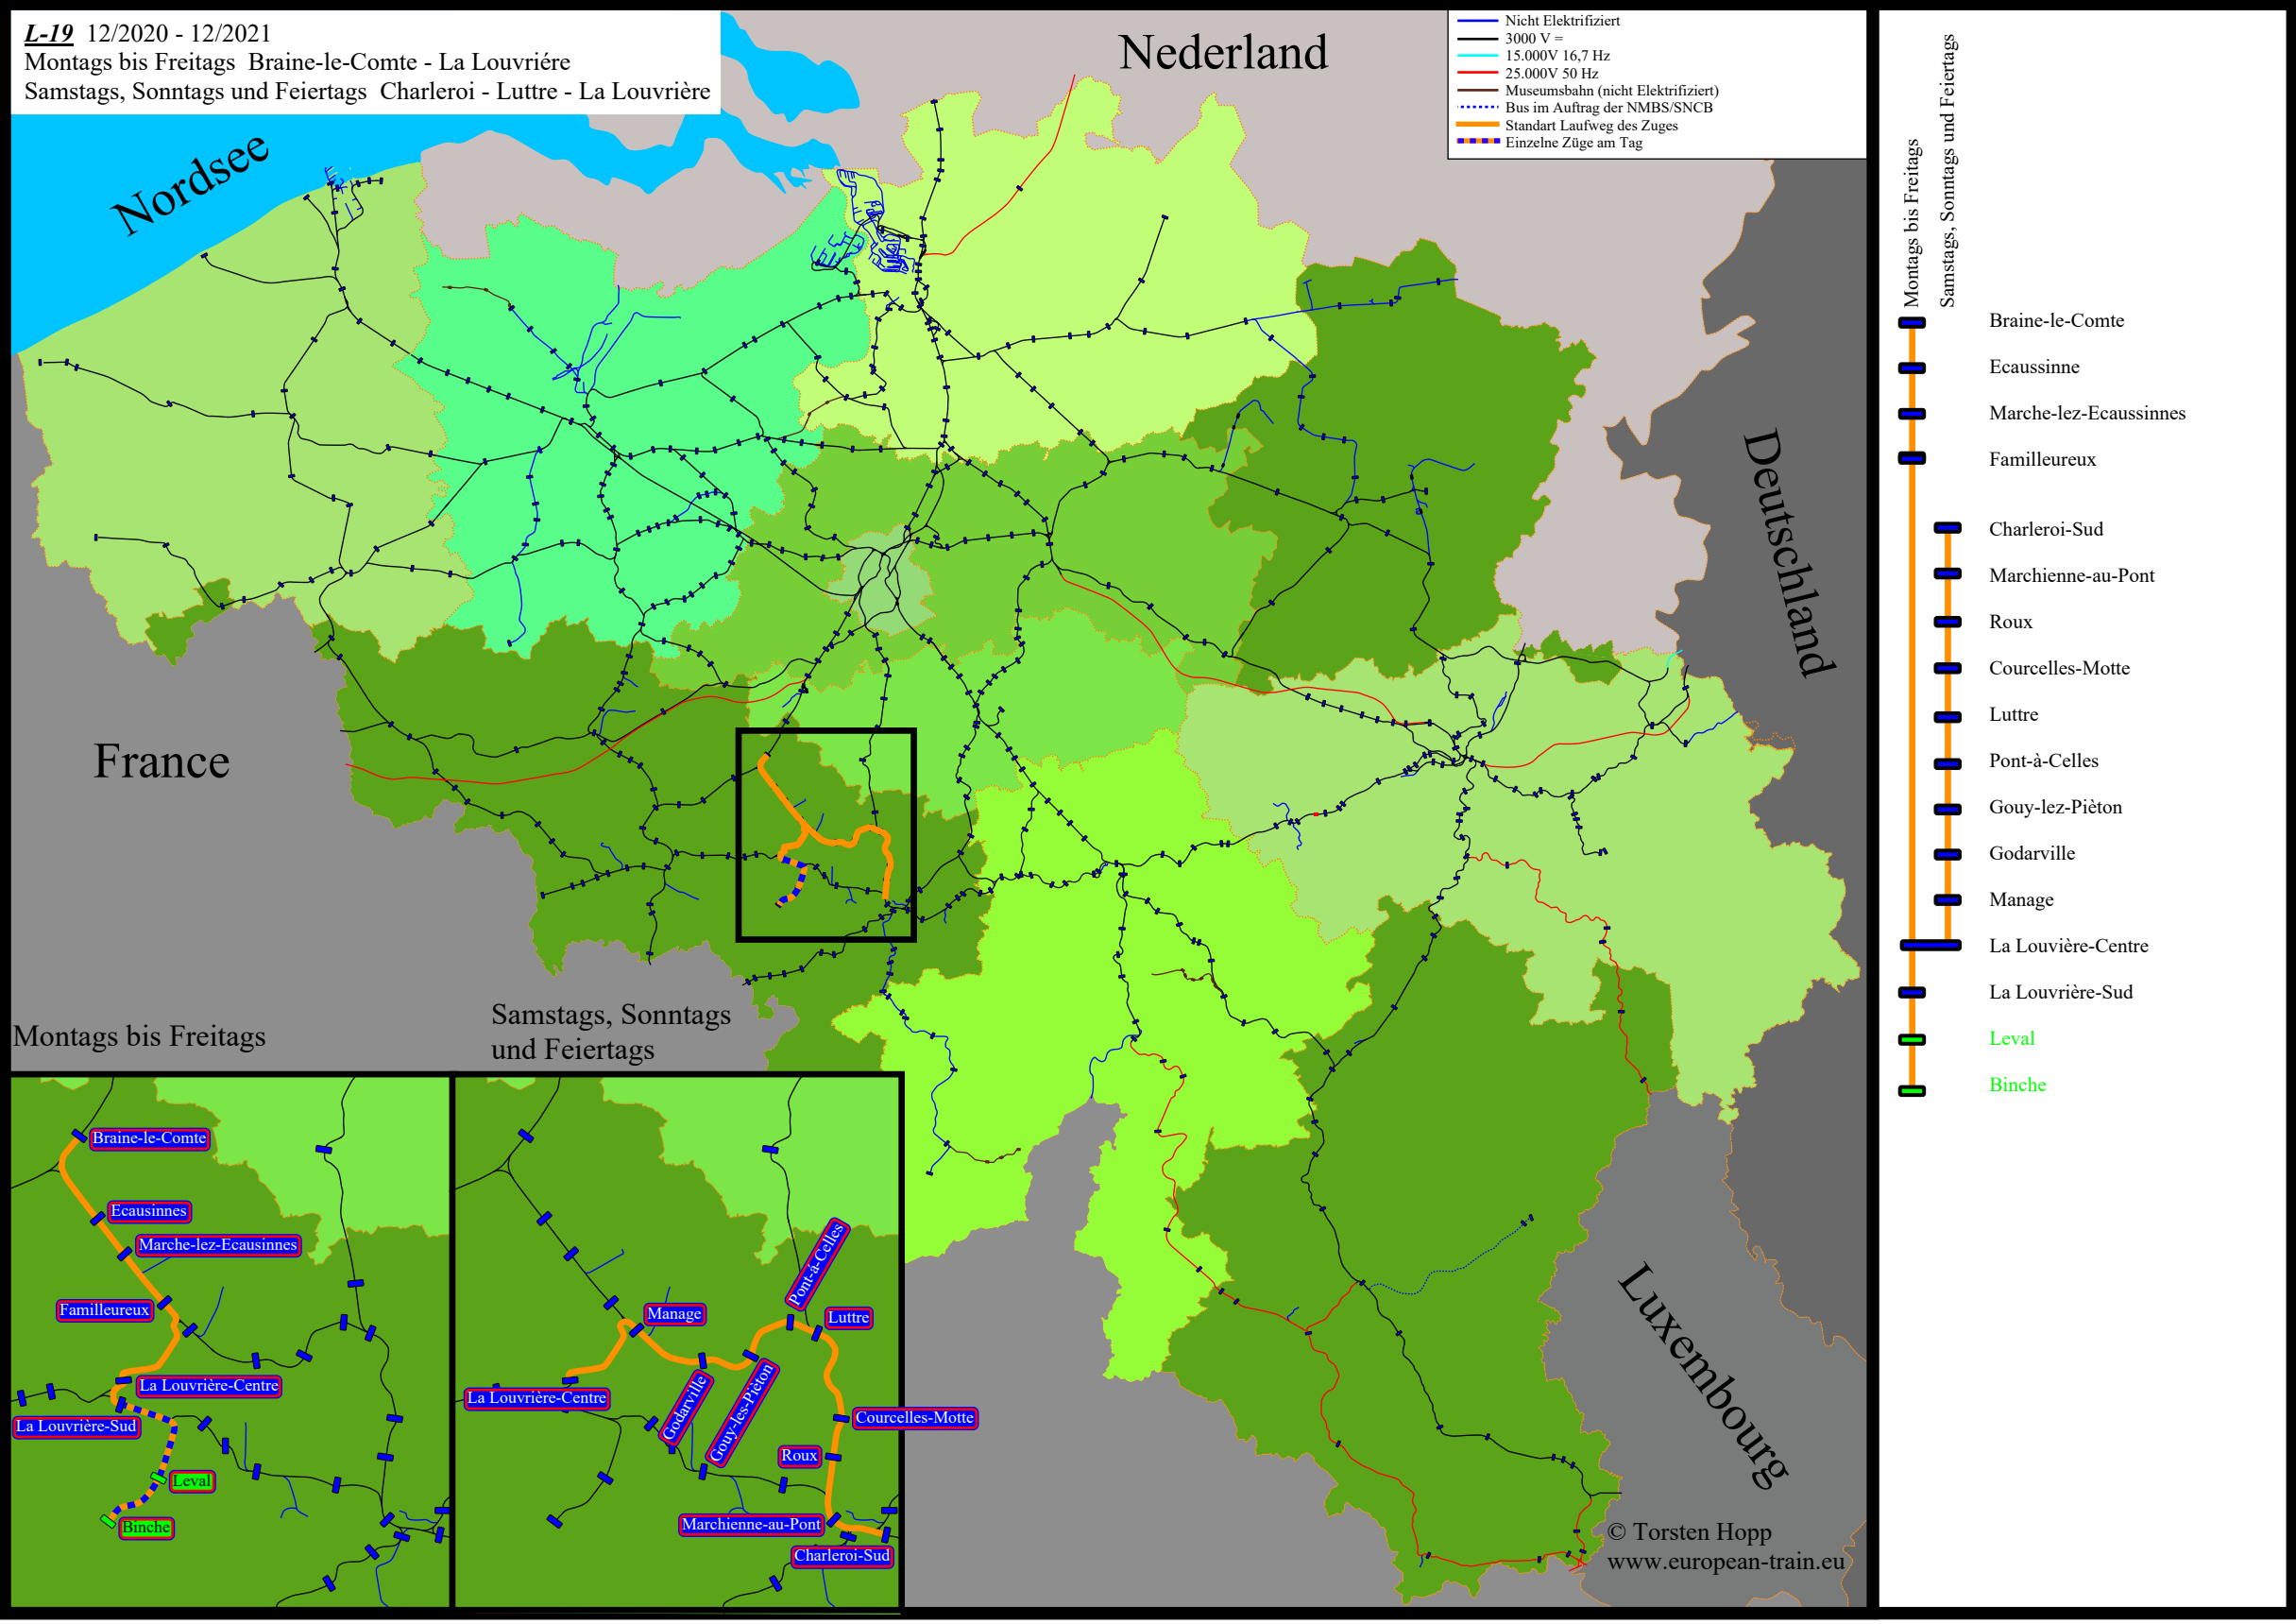 L-19 12/2020 - 12/2021
Montags bis Freitags Braine-le-Comte - La Louvriére
Samstags, Sonntags und Feiertags Charleroi - Luttre - La Louvrière
Nicht Elektrifiziert
3000 V =
15.000V 16,7 Hz
25.000V 50 Hz
Museumsbahn (nicht Elektrifiziert)
Bus im Auftrag der NMBS/SNCB
Standart Laufweg des Zuges
Einzelne Züge am Tag
Nederland
Nordsee
Deutschland
France
Luxembourg
Montags bis Freitags
Samstags, Sonntags
und Feiertags
Braine-le-Comte
Ecausinnes
Marche-lez-Ecausinnes
Familleureux
La Louvrière-Centre
La Louvrière-Sud
Leval
Binche
Pont-à-Celles
Manage
Luttre
La Louvrière-Centre
Godarville
Gouy-les-Pièton
Courcelles-Motte
Roux
Marchienne-au-Pont
Charleroi-Sud
© Torsten Hopp
www.european-train.eu
Montags bis Freitags
Samstags, Sonntags und Feiertags
Braine-le-Comte
Ecaussinne
Marche-lez-Ecaussinnes
Familleureux
Charleroi-Sud
Marchienne-au-Pont
Roux
Courcelles-Motte
Luttre
Pont-à-Celles
Gouy-lez-Pièton
Godarville
Manage
La Louvière-Centre
La Louvrière-Sud
Leval
Binche